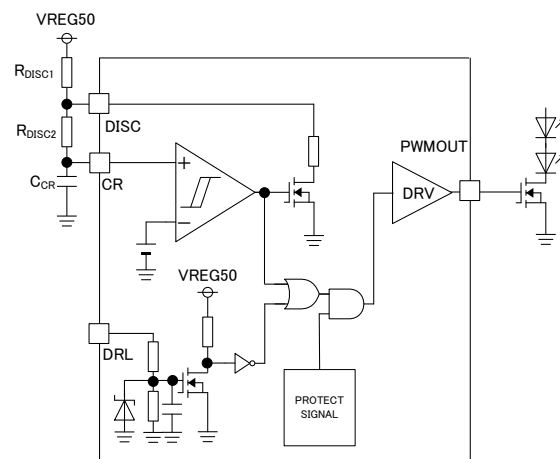 VREG50
RDISC1
RDISC2
DISC
CCR
CR
+
−
PWMOUT
DRV
VREG50
DRL
PROTECT
SIGNAL